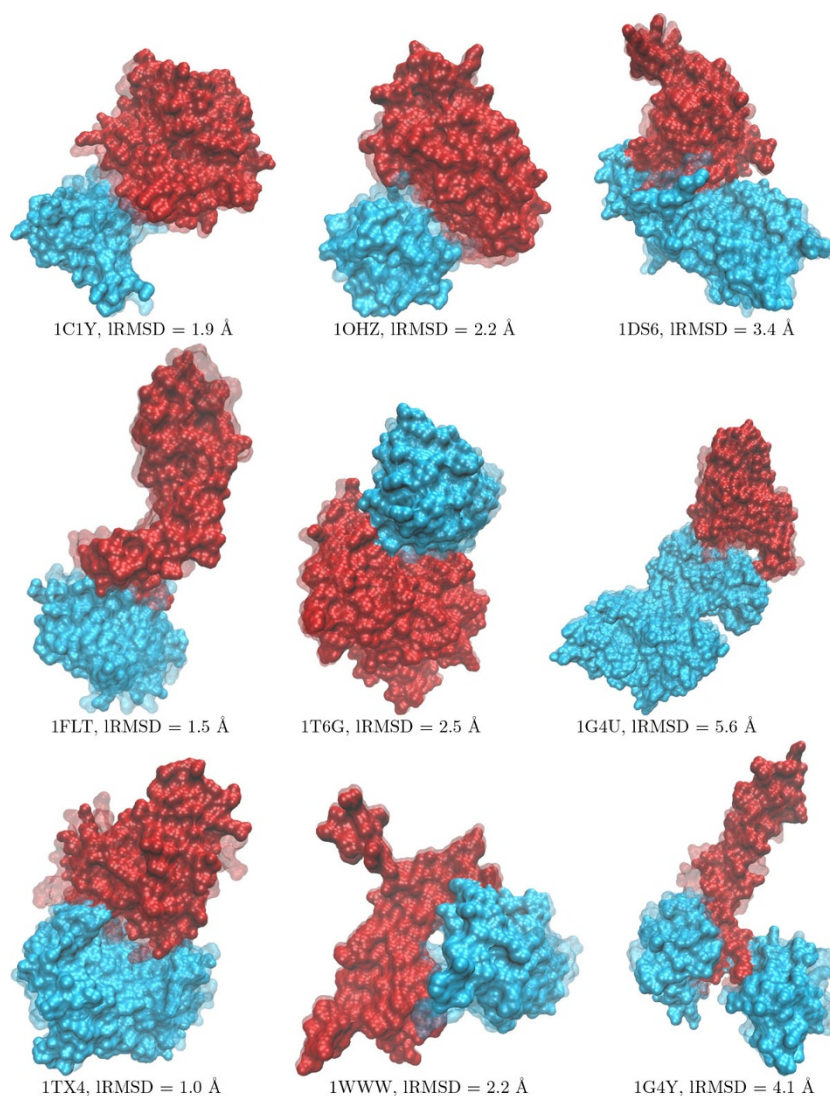 1C1Y, lRMSD = 1.9 Å
1OHZ, lRMSD = 2.2 Å
1DS6, lRMSD = 3.4 Å
1FLT, lRMSD = 1.5 Å
1T6G, lRMSD = 2.5 Å
1G4U, lRMSD = 5.6 Å
1TX4, lRMSD = 1.0 Å
1WWW, lRMSD = 2.2 Å
1G4Y, lRMSD = 4.1 Å